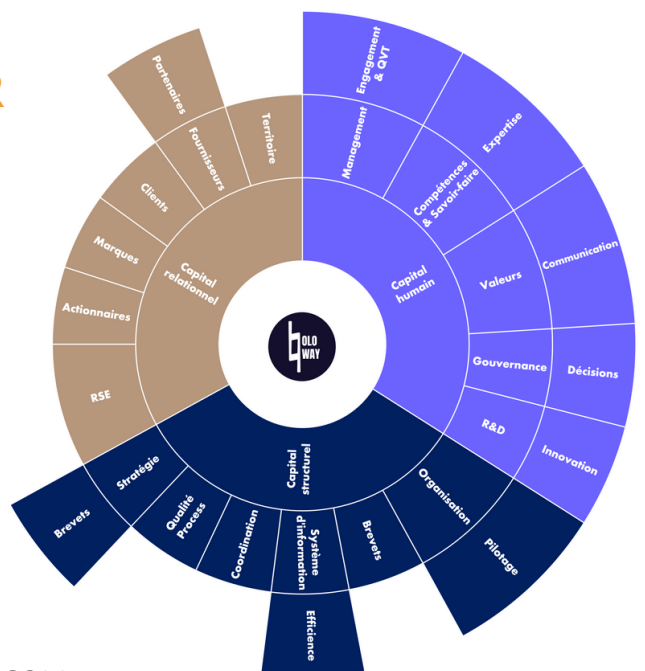 Engagement
& QVT
Expertise
Communication
Décisions
Innovation
Management
Compétences
& Savoir-faire
Valeurs
Gouvernance
R&D
Capital
humain
Pilotage
Organisation
Brevets
Système
d'information
Efficience
Coordination
Qualité
Process
Stratégie
Brevets
Capital
structurel
RSE
Actionnaires
Marques
Clients
Fournisseurs
Partenaires
Territoire
Capital
relationnel
OLO
WAY